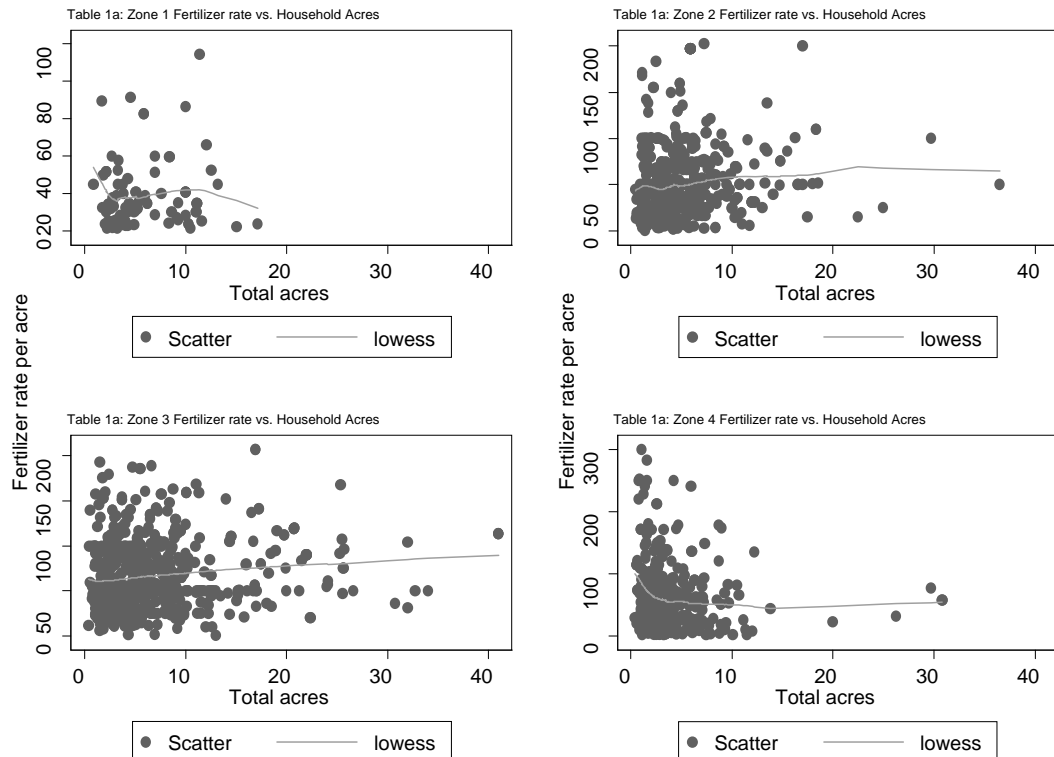 Table 1a: Zone 1 Fertilizer rate vs. Household Acres
0 20 40 60 80 100
0 10 20 30 40
Total acres
Scatter lowess
Table 1a: Zone 2 Fertilizer rate vs. Household Acres
0 50 100 150 200
0 10 20 30 40
Total acres
Scatter lowess
Table 1a: Zone 3 Fertilizer rate vs. Household Acres
Fertilizer rate per acre
0 50 100 150 200
0 10 20 30 40
Total acres
Scatter lowess
Table 1a: Zone 4 Fertilizer rate vs. Household Acres
Fertilizer rate per acre
0 100 200 300
0 10 20 30 40
Total acres
Scatter lowess